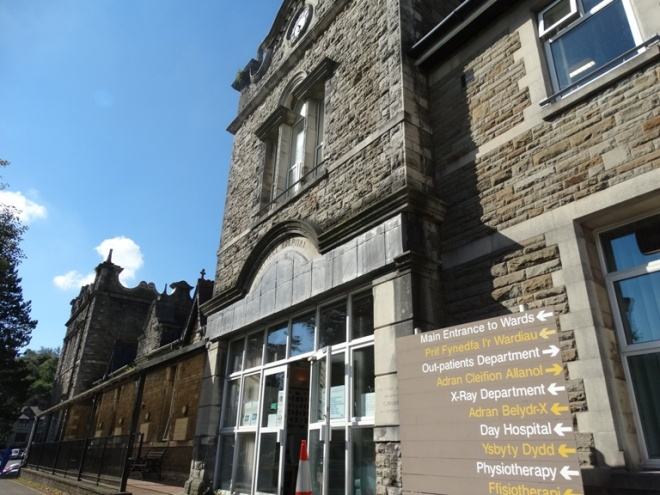 Main Entrance to Wards
Prif Fynedfa I'r Wardiau
Out-patients Department
Adran Cleifion Allanol
X-Ray Department
Adran Belydr-X
Day Hospital
Ysbyty Dydd
Physiotherapy
Ffisiotherapi